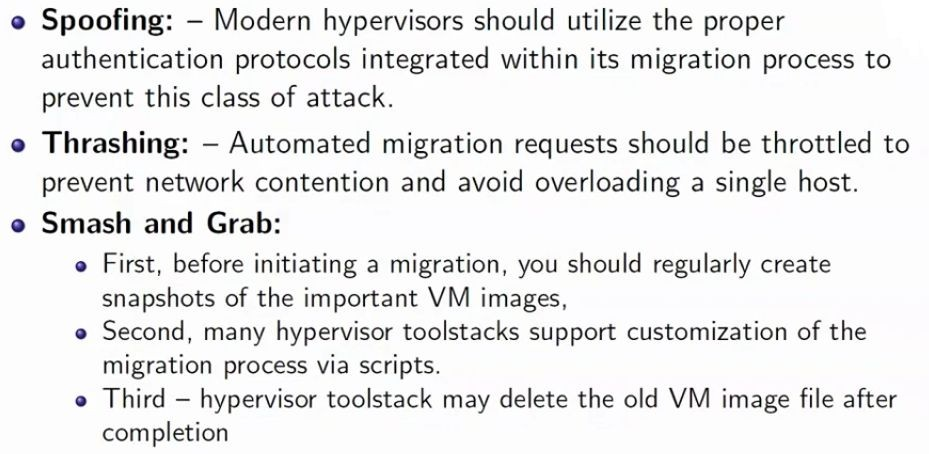 Spoofing: – Modern hypervisors should utilize the proper
authentication protocols integrated within its migration process to
prevent this class of attack.
Thrashing: – Automated migration requests should be throttled to
prevent network contention and avoid overloading a single host.
Smash and Grab:
First, before initiating a migration, you should regularly create
snapshots of the important VM images,
Second, many hypervisor toolstacks support customization of the
migration process via scripts.
Third – hypervisor toolstack may delete the old VM image file after
completion